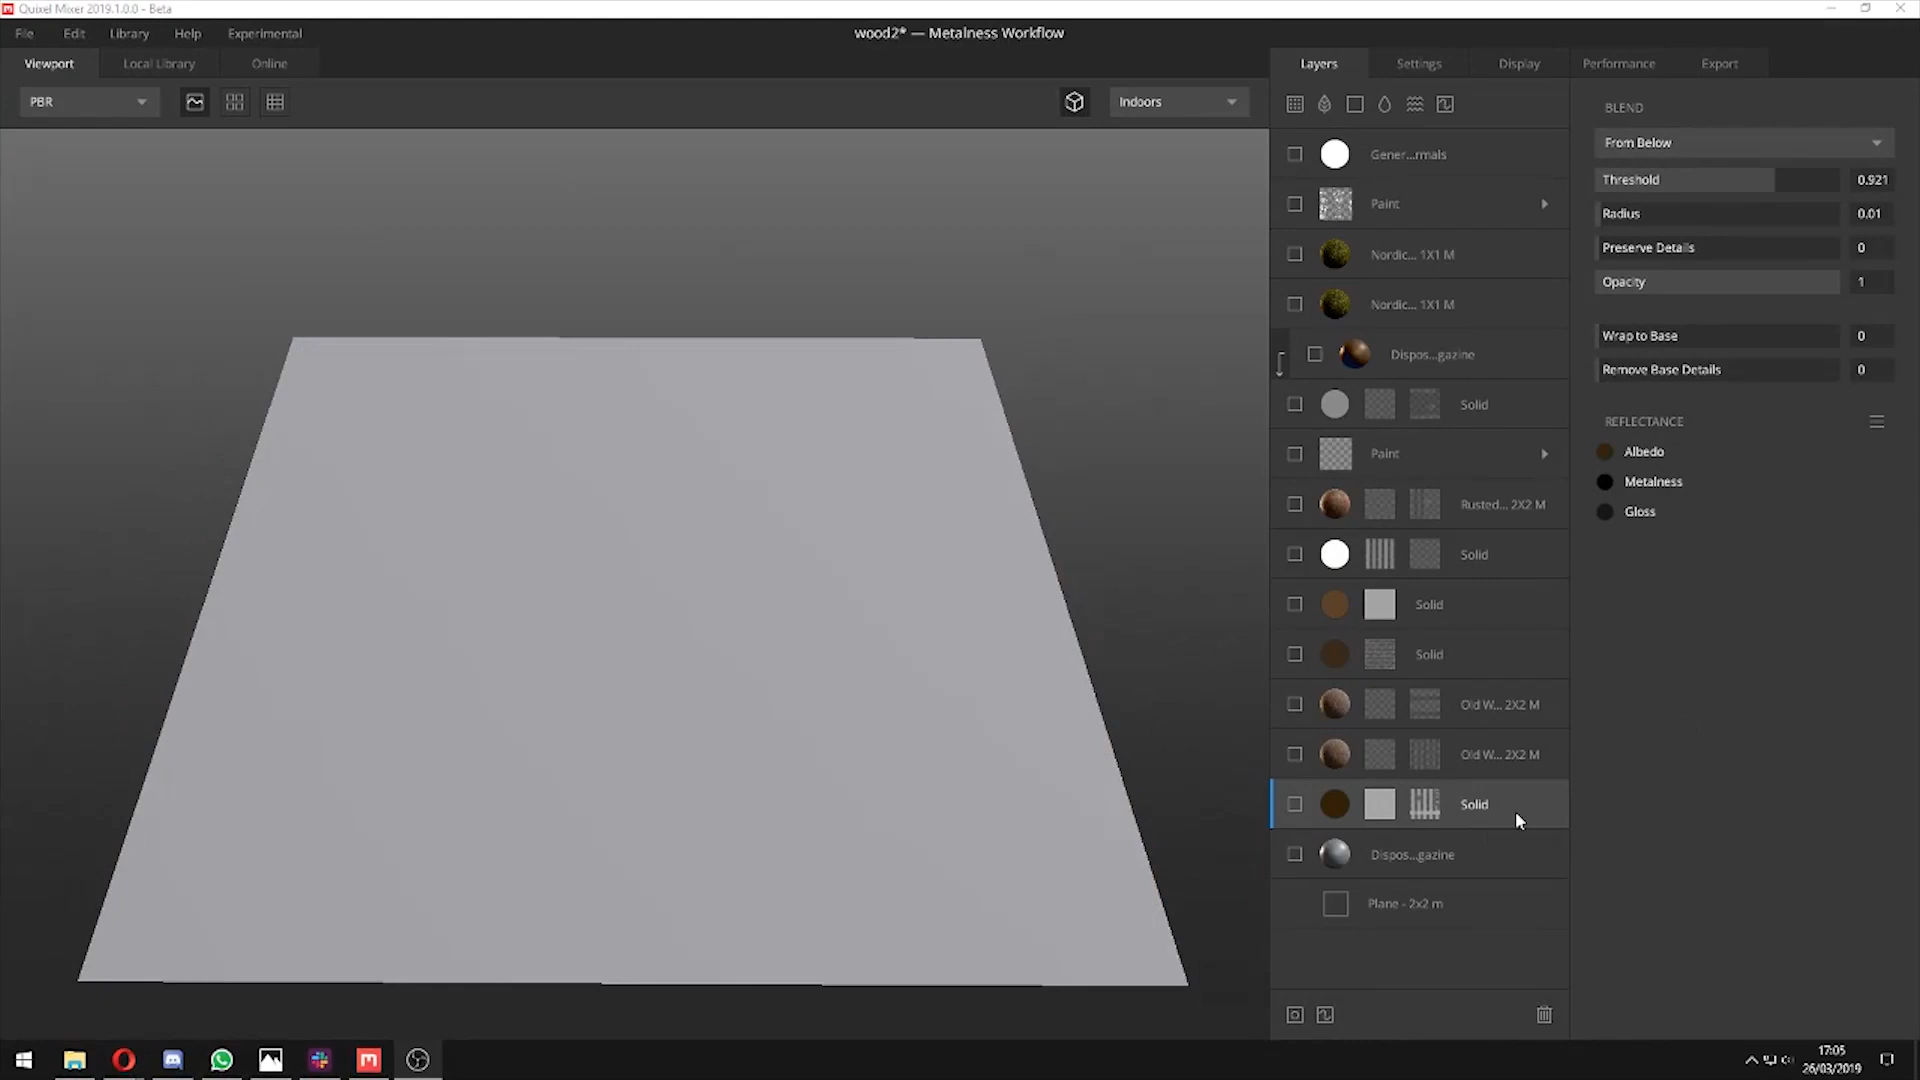 Quixel Mixer 2019.1.0.0 - Beta
File Edit Library Help Experimental
wood2* — Metalness Workflow
Viewport Local Library Online
Layers Settings Display Performance Export
PBR
Indoors
Gener...rmals
Paint
Nordic... 1X1 M
Nordic... 1X1 M
Dispos...gazine
Solid
Paint
Rusted... 2X2 M
Solid
Solid
Solid
Old W... 2X2 M
Old W... 2X2 M
Solid
Dispos...gazine
Plane - 2x2 m
BLEND
From Below
Threshold 0.921
Radius 0.01
Preserve Details 0
Opacity 1
Wrap to Base 0
Remove Base Details 0
REFLECTANCE
Albedo
Metalness
Gloss
17:05
26/03/2019